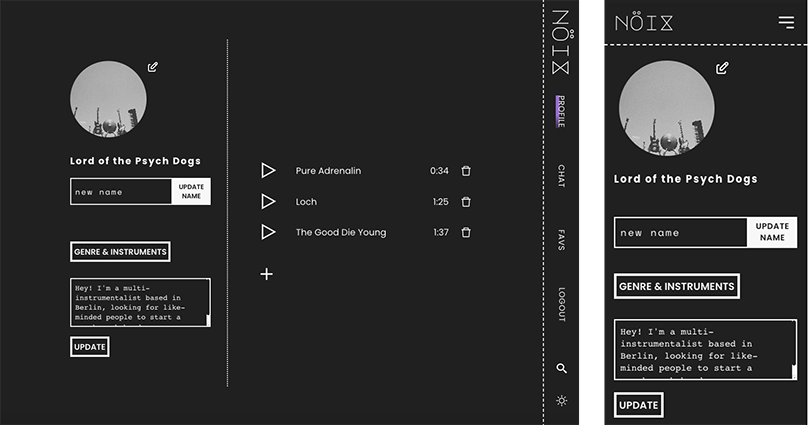 Lord of the Psych Dogs
new name
UPDATE
NAME
GENRE & INSTRUMENTS
Hey! I'm a multi-
instrumentalist based in
Berlin, looking for like-
minded people to start a
UPDATE
Pure Adrenalin 0:34
Loch 1:25
The Good Die Young 1:37
NÖIX
PROFILE
CHAT
FAVS
LOGOUT
NÖIX
Lord of the Psych Dogs
new name
UPDATE
NAME
GENRE & INSTRUMENTS
Hey! I'm a multi-
instrumentalist based in
Berlin, looking for like-
minded people to start a
UPDATE